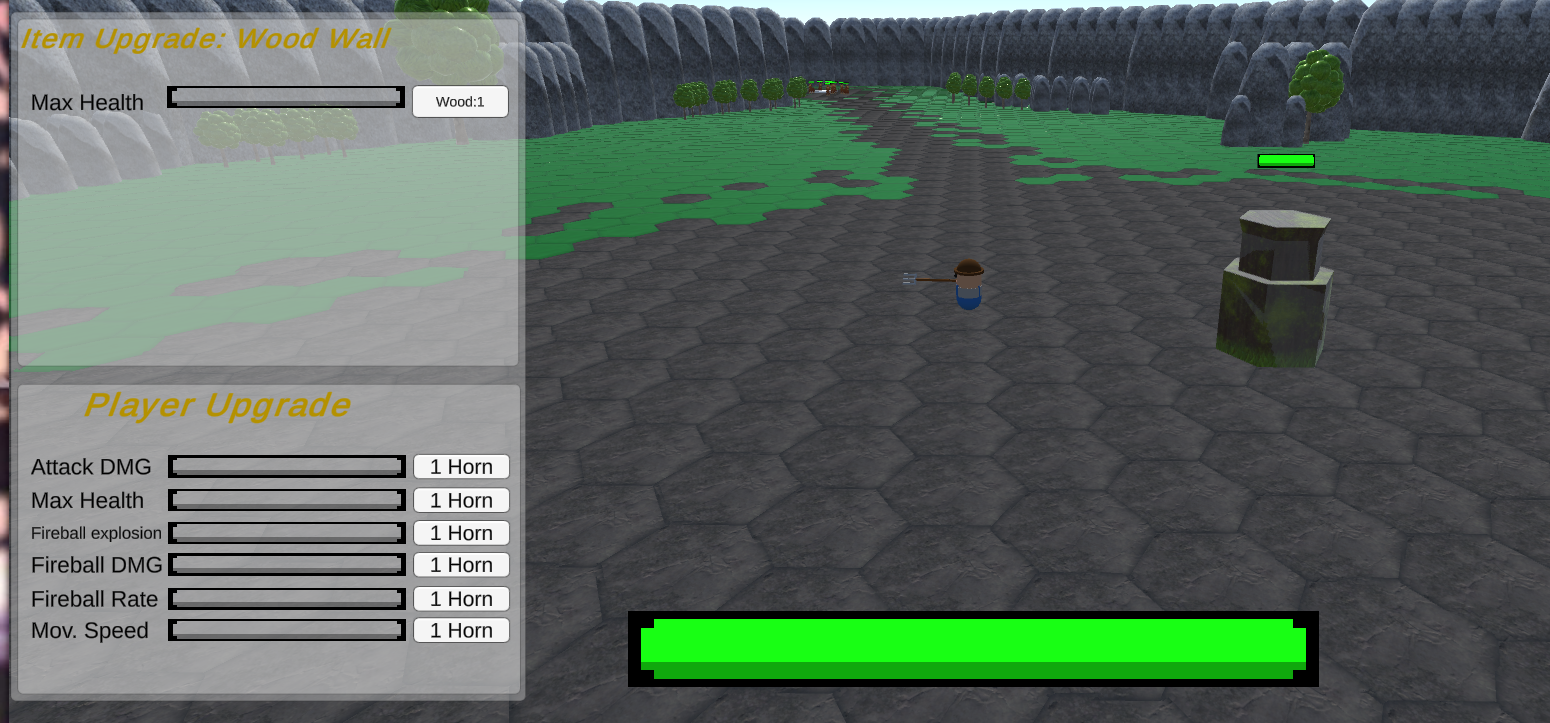 Item Upgrade: Wood Wall
Max Health Wood:1
Player Upgrade
Attack DMG 1 Horn
Max Health 1 Horn
Fireball explosion 1 Horn
Fireball DMG 1 Horn
Fireball Rate 1 Horn
Mov. Speed 1 Horn